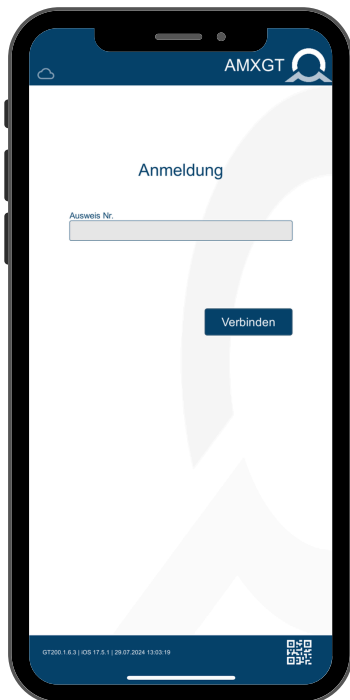 AMXGT
Anmeldung
Ausweis Nr.
Verbinden
GT200.1.6.3 | iOS 17.5.1 | 29.07.2024 13:03:19